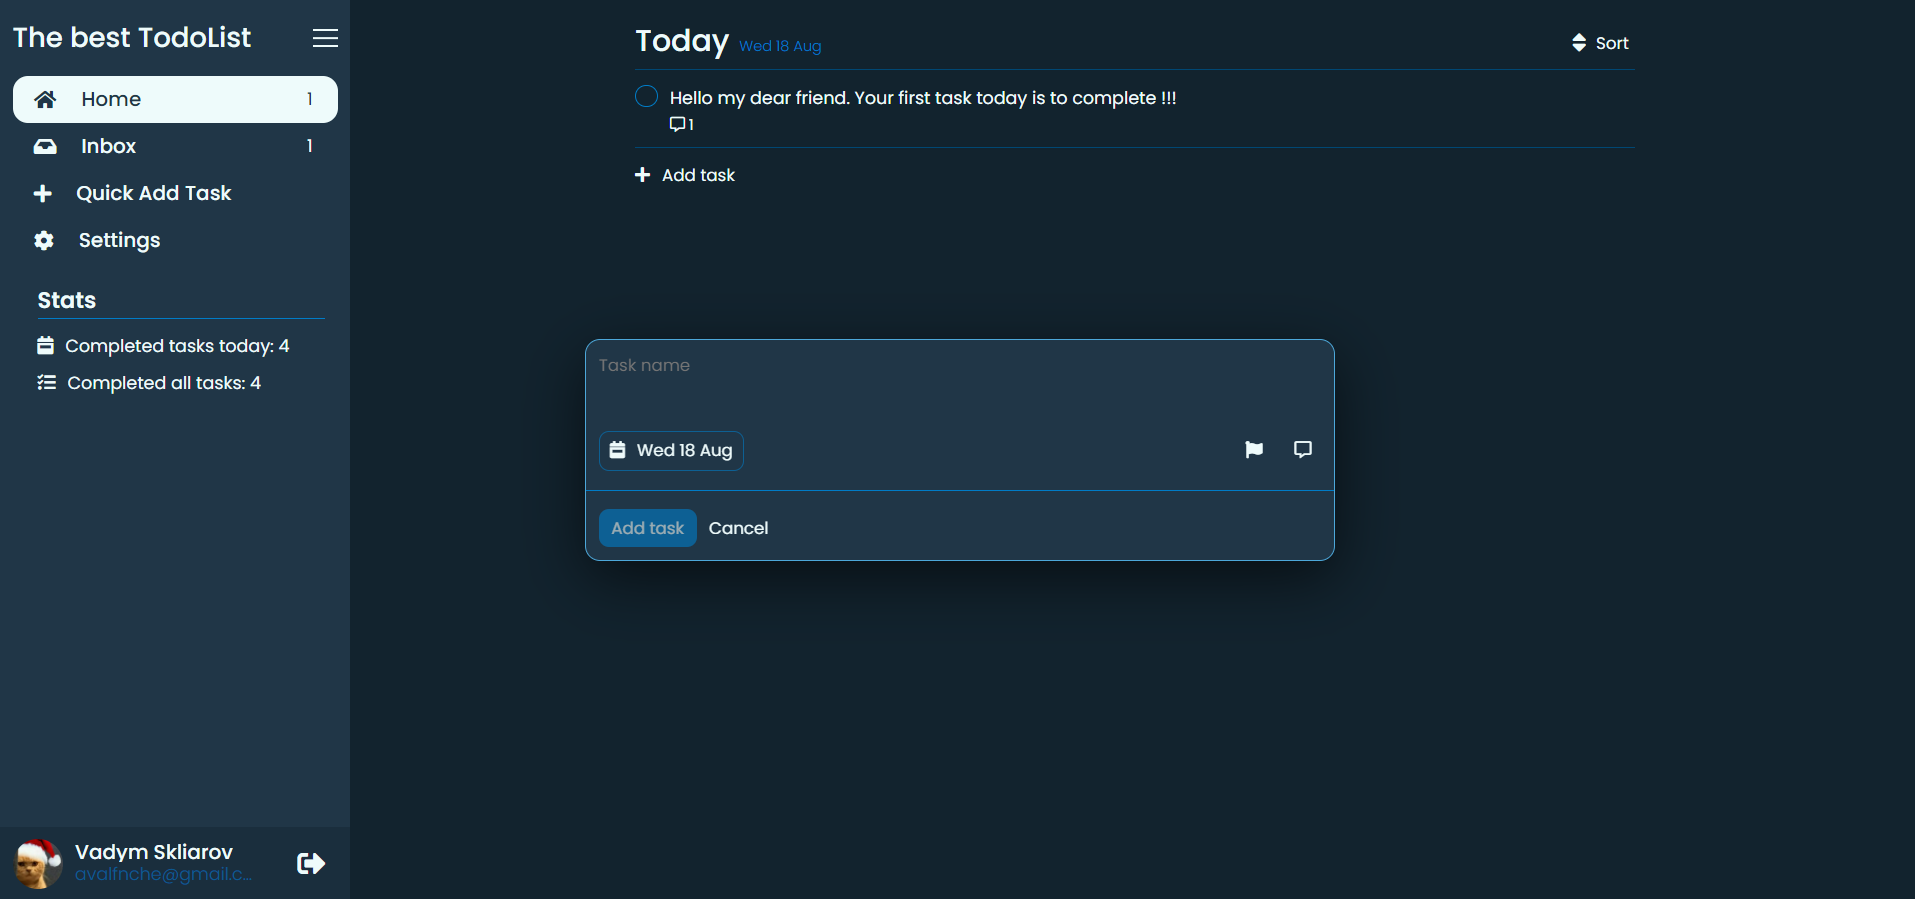 The best TodoList
Home 1
Inbox 1
Quick Add Task
Settings
Stats
Completed tasks today: 4
Completed all tasks: 4
Vadym Skliarov
avalfnche@gmail.c...
Today Wed 18 Aug
Sort
Hello my dear friend. Your first task today is to complete !!!
1
Add task
Task name
Wed 18 Aug
Add task Cancel